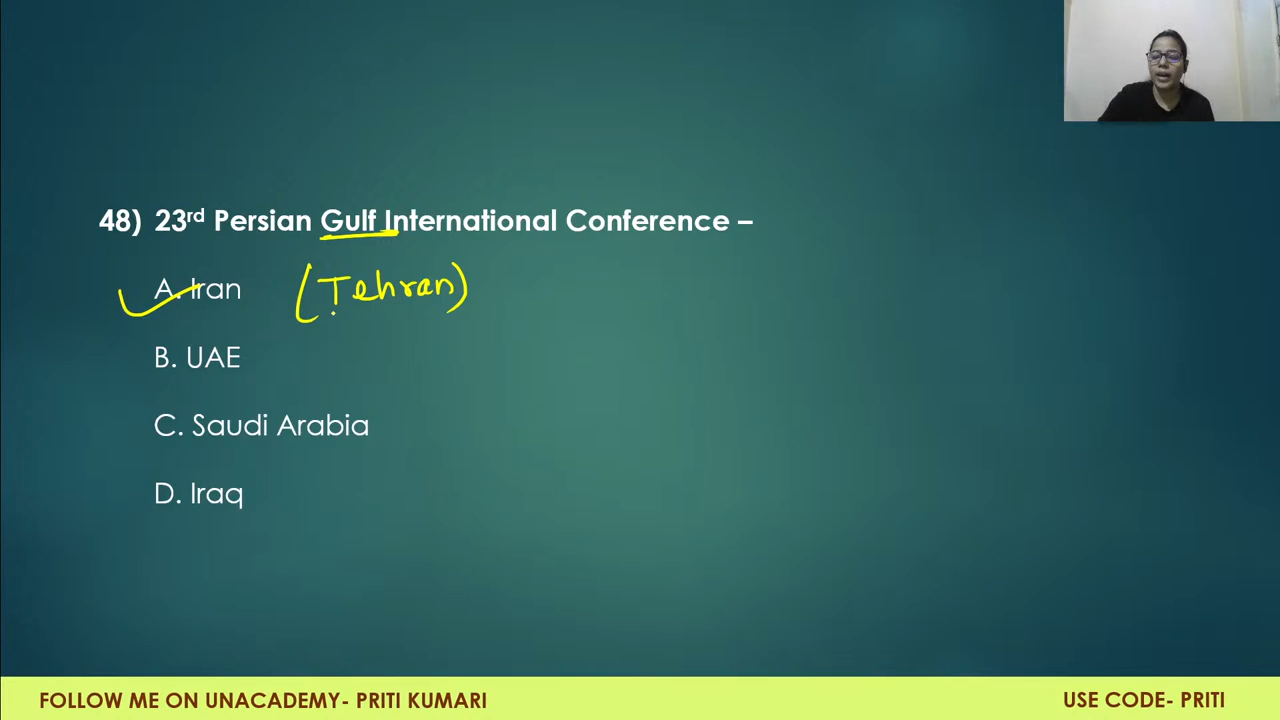 48) 23rd Persian Gulf International Conference –
A. Iran (Tehran)
B. UAE
C. Saudi Arabia
D. Iraq
FOLLOW ME ON UNACADEMY- PRITI KUMARI USE CODE- PRITI